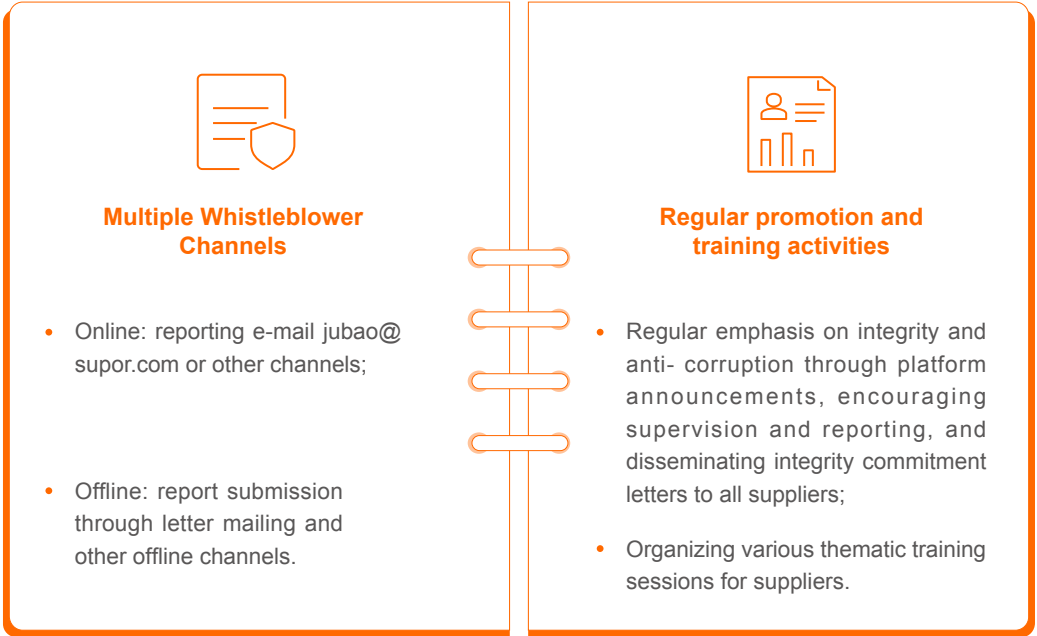 Multiple Whistleblower
Channels
• Online: reporting e-mail jubao@
supor.com or other channels;
• Offline: report submission
through letter mailing and
other offline channels.
Regular promotion and
training activities
• Regular emphasis on integrity and
anti- corruption through platform
announcements, encouraging
supervision and reporting, and
disseminating integrity commitment
letters to all suppliers;
• Organizing various thematic training
sessions for suppliers.